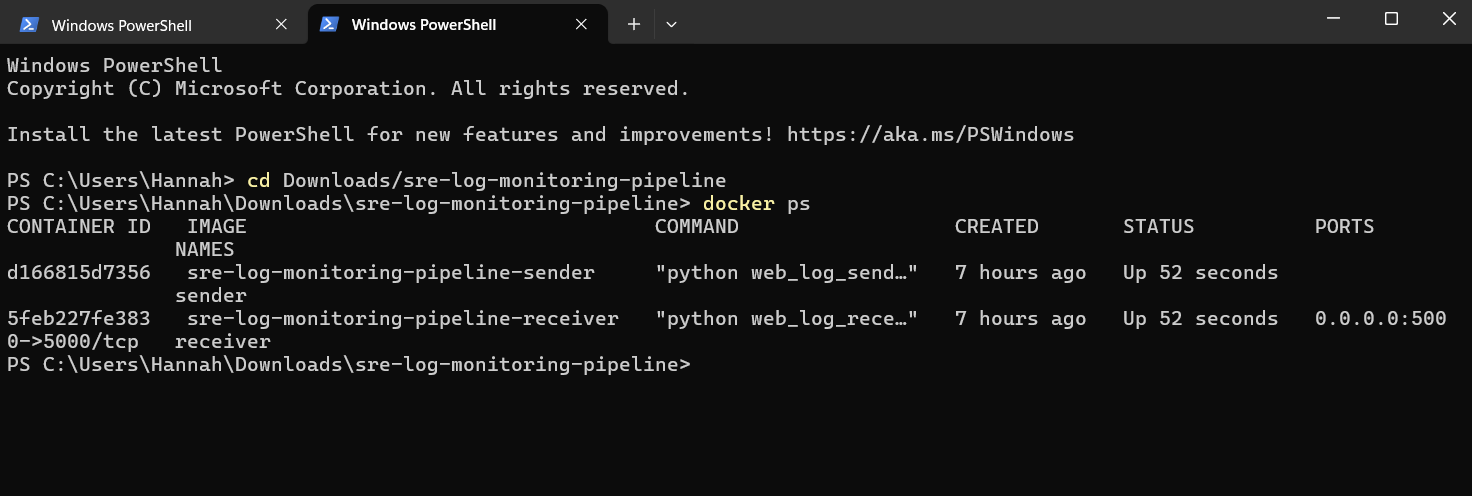 Windows PowerShell
Windows PowerShell
Windows PowerShell
Copyright (C) Microsoft Corporation. All rights reserved.
Install the latest PowerShell for new features and improvements! https://aka.ms/PSWindows
PS C:\Users\Hannah> cd Downloads/sre-log-monitoring-pipeline
PS C:\Users\Hannah\Downloads\sre-log-monitoring-pipeline> docker ps
CONTAINER ID   IMAGE                                  COMMAND                  CREATED       STATUS          PORTS
              NAMES
d166815d7356   sre-log-monitoring-pipeline-sender     "python web_log_send…"   7 hours ago   Up 52 seconds
              sender
5feb227fe383   sre-log-monitoring-pipeline-receiver   "python web_log_rece…"   7 hours ago   Up 52 seconds   0.0.0.0:500
0->5000/tcp   receiver
PS C:\Users\Hannah\Downloads\sre-log-monitoring-pipeline>